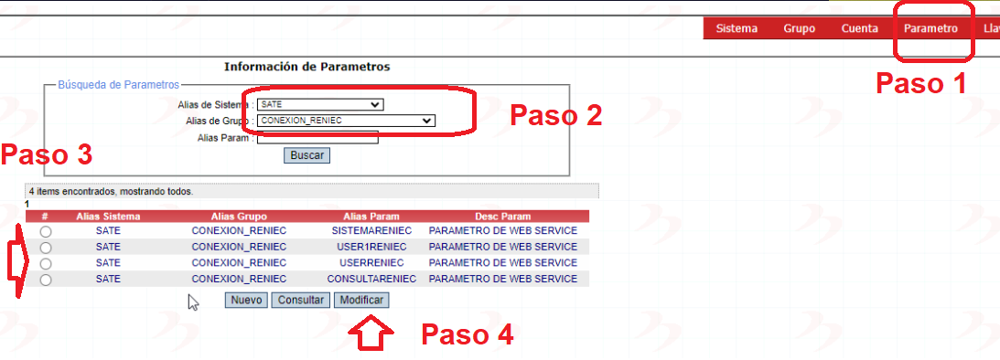 Sistema Grupo Cuenta Parametro Lla
Paso 1
Información de Parametros
Búsqueda de Parametros
Alias de Sistema : SATE
Alias de Grupo : CONEXION_RENIEC
Paso 2
Alias Param :
Buscar
Paso 3
4 items encontrados, mostrando todos.
1
# Alias Sistema Alias Grupo Alias Param Desc Param
SATE CONEXION_RENIEC SISTEMARENIEC PARAMETRO DE WEB SERVICE
SATE CONEXION_RENIEC USER1RENIEC PARAMETRO DE WEB SERVICE
SATE CONEXION_RENIEC USERRENIEC PARAMETRO DE WEB SERVICE
SATE CONEXION_RENIEC CONSULTARENIEC PARAMETRO DE WEB SERVICE
Nuevo Consultar Modificar
Paso 4